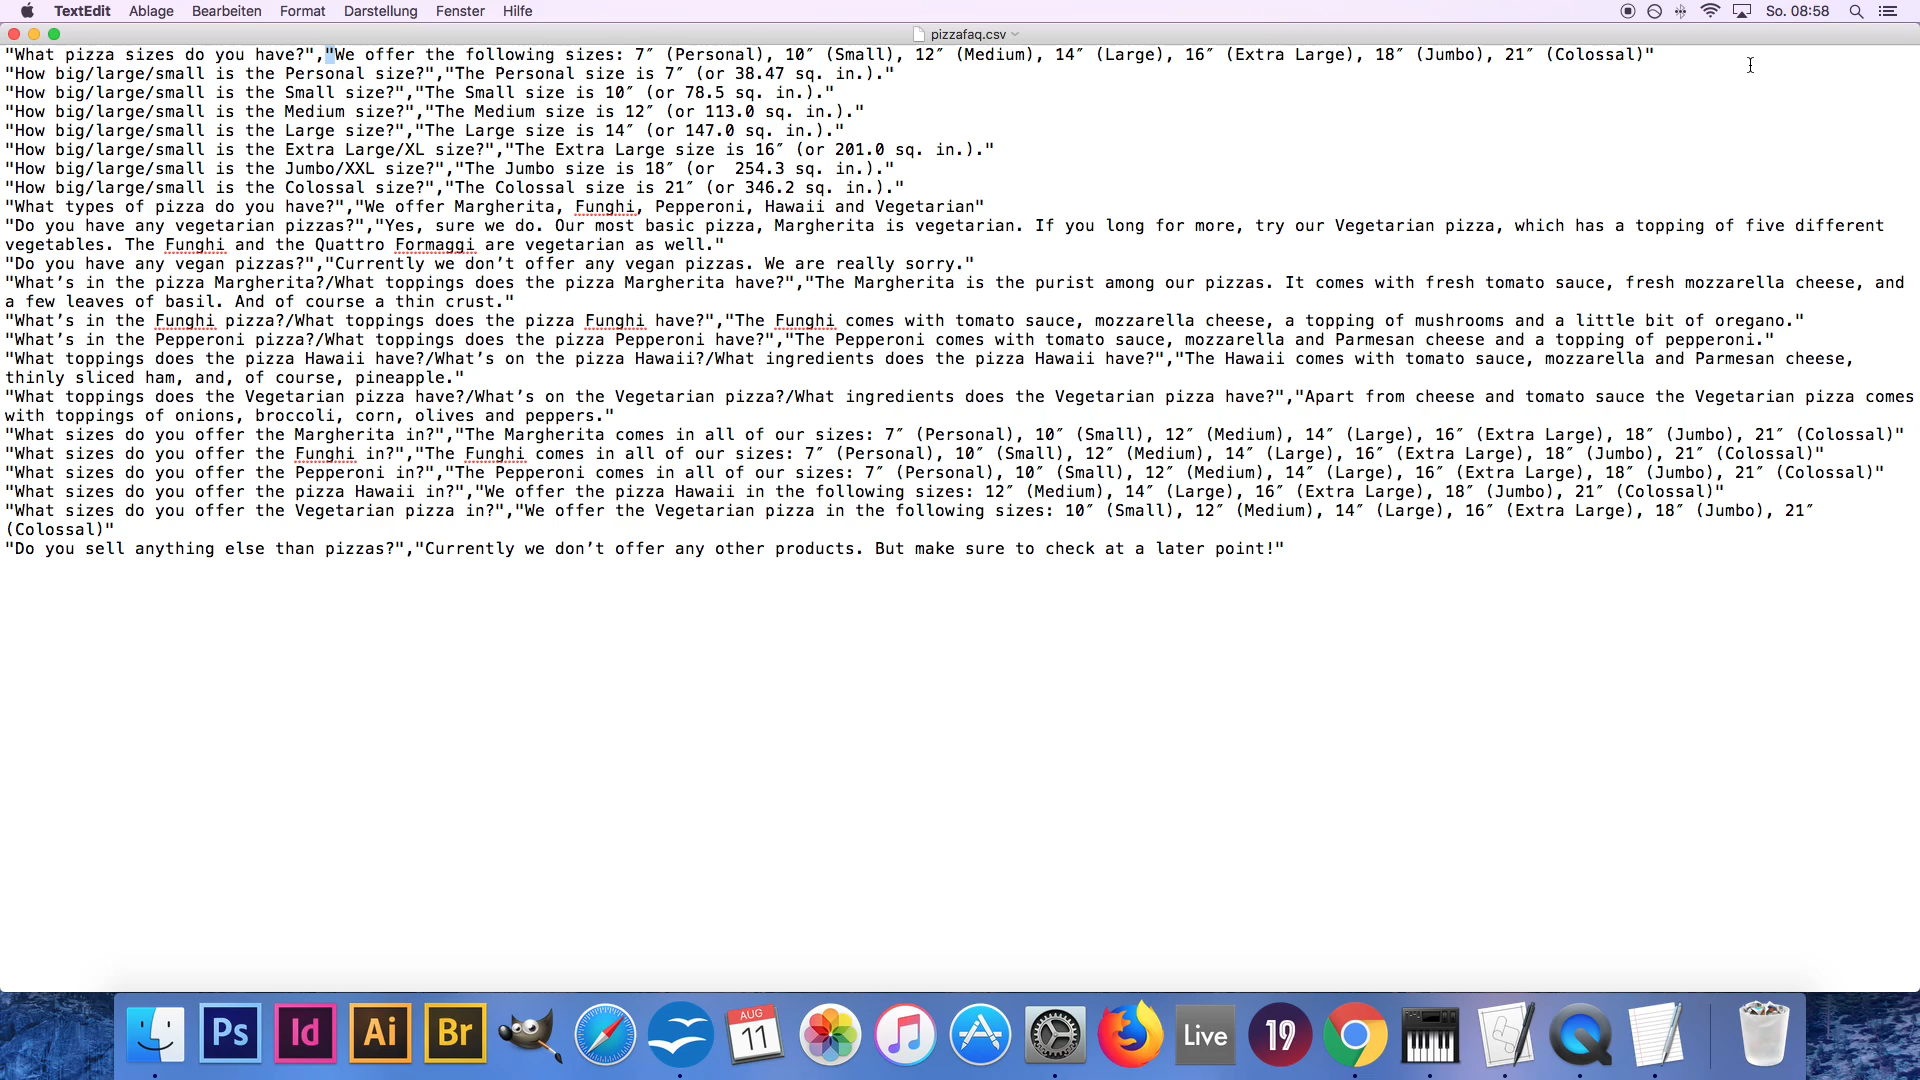 TextEdit Ablage Bearbeiten Format Darstellung Fenster Hilfe So. 08:58
pizzafaq.csv
"What pizza sizes do you have?","We offer the following sizes: 7″ (Personal), 10″ (Small), 12″ (Medium), 14″ (Large), 16″ (Extra Large), 18″ (Jumbo), 21″ (Colossal)"
"How big/large/small is the Personal size?","The Personal size is 7″ (or 38.47 sq. in.)."
"How big/large/small is the Small size?","The Small size is 10″ (or 78.5 sq. in.)."
"How big/large/small is the Medium size?","The Medium size is 12″ (or 113.0 sq. in.)."
"How big/large/small is the Large size?","The Large size is 14″ (or 147.0 sq. in.)."
"How big/large/small is the Extra Large/XL size?","The Extra Large size is 16″ (or 201.0 sq. in.)."
"How big/large/small is the Jumbo/XXL size?","The Jumbo size is 18″ (or  254.3 sq. in.)."
"How big/large/small is the Colossal size?","The Colossal size is 21″ (or 346.2 sq. in.)."
"What types of pizza do you have?","We offer Margherita, Funghi, Pepperoni, Hawaii and Vegetarian"
"Do you have any vegetarian pizzas?","Yes, sure we do. Our most basic pizza, Margherita is vegetarian. If you long for more, try our Vegetarian pizza, which has a topping of five different
vegetables. The Funghi and the Quattro Formaggi are vegetarian as well."
"Do you have any vegan pizzas?","Currently we don’t offer any vegan pizzas. We are really sorry."
"What’s in the pizza Margherita?/What toppings does the pizza Margherita have?","The Margherita is the purist among our pizzas. It comes with fresh tomato sauce, fresh mozzarella cheese, and
a few leaves of basil. And of course a thin crust."
"What’s in the Funghi pizza?/What toppings does the pizza Funghi have?","The Funghi comes with tomato sauce, mozzarella cheese, a topping of mushrooms and a little bit of oregano."
"What’s in the Pepperoni pizza?/What toppings does the pizza Pepperoni have?","The Pepperoni comes with tomato sauce, mozzarella and Parmesan cheese and a topping of pepperoni."
"What toppings does the pizza Hawaii have?/What’s on the pizza Hawaii?/What ingredients does the pizza Hawaii have?","The Hawaii comes with tomato sauce, mozzarella and Parmesan cheese,
thinly sliced ham, and, of course, pineapple."
"What toppings does the Vegetarian pizza have?/What’s on the Vegetarian pizza?/What ingredients does the Vegetarian pizza have?","Apart from cheese and tomato sauce the Vegetarian pizza comes
with toppings of onions, broccoli, corn, olives and peppers."
"What sizes do you offer the Margherita in?","The Margherita comes in all of our sizes: 7″ (Personal), 10″ (Small), 12″ (Medium), 14″ (Large), 16″ (Extra Large), 18″ (Jumbo), 21″ (Colossal)"
"What sizes do you offer the Funghi in?","The Funghi comes in all of our sizes: 7″ (Personal), 10″ (Small), 12″ (Medium), 14″ (Large), 16″ (Extra Large), 18″ (Jumbo), 21″ (Colossal)"
"What sizes do you offer the Pepperoni in?","The Pepperoni comes in all of our sizes: 7″ (Personal), 10″ (Small), 12″ (Medium), 14″ (Large), 16″ (Extra Large), 18″ (Jumbo), 21″ (Colossal)"
"What sizes do you offer the pizza Hawaii in?","We offer the pizza Hawaii in the following sizes: 12″ (Medium), 14″ (Large), 16″ (Extra Large), 18″ (Jumbo), 21″ (Colossal)"
"What sizes do you offer the Vegetarian pizza in?","We offer the Vegetarian pizza in the following sizes: 10″ (Small), 12″ (Medium), 14″ (Large), 16″ (Extra Large), 18″ (Jumbo), 21″
(Colossal)"
"Do you sell anything else than pizzas?","Currently we don’t offer any other products. But make sure to check at a later point!"
Ps Id Ai Br AUG 11 Live 19